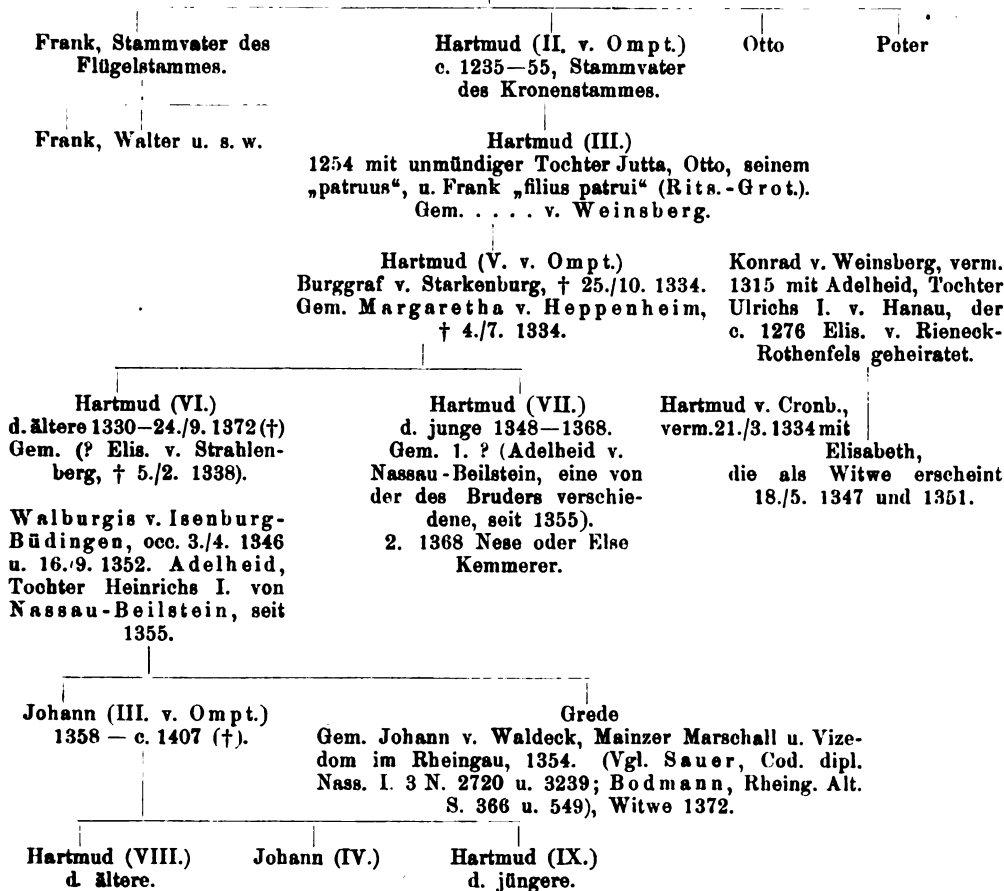 Frank, Stammvater des
Flügelstammes.
Hartmud (II. v. Ompt.)
c. 1235—55, Stammvater
des Kronenstammes.
Otto
Poter
Frank, Walter u. s. w.
Hartmud (III.)
1254 mit unmündiger Tochter Jutta, Otto, seinem
„patruus“, u. Frank „filius patrui“ (Rits.-Grot.).
Gem. . . . . . v. Weinsberg.
Hartmud (V. v. Ompt.)
Burggraf v. Starkenburg, † 25./10. 1334.
Gem. Margaretha v. Heppenheim,
† 4./7. 1334.
Konrad v. Weinsberg, verm.
1315 mit Adelheid, Tochter
Ulrichs I. v. Hanau, der
c. 1276 Elis. v. Rieneck-
Rothenfels geheiratet.
Hartmud (VI.)
d. ältere 1330—24./9. 1372 (†)
Gem. (? Elis. v. Strahlen-
berg, † 5./2. 1338).
Walburgis v. Isenburg-
Büdingen, occ. 3./4. 1346
u. 16./9. 1352. Adelheid,
Tochter Heinrichs I. von
Nassau-Beilstein, seit
1355.
Hartmud (VII.)
d. junge 1348—1368.
Gem. 1. ? (Adelheid v.
Nassau-Beilstein, eine von
der des Bruders verschie-
dene, seit 1355).
2. 1368 Nese oder Else
Kemmerer.
Hartmud v. Cronb.,
verm. 21./3. 1334 mit
Elisabeth,
die als Witwe erscheint
18./5. 1347 und 1351.
Johann (III. v. Ompt.)
1358 — c. 1407 (†).
Grede
Gem. Johann v. Waldeck, Mainzer Marschall u. Vize-
dom im Rheingau, 1354. (Vgl. Sauer, Cod. dipl.
Nass. I. 3 N. 2720 u. 3239; Bodmann, Rheing. Alt.
S. 366 u. 549), Witwe 1372.
Hartmud (VIII.)
d. ältere.
Johann (IV.)
Hartmud (IX.)
d. jüngere.